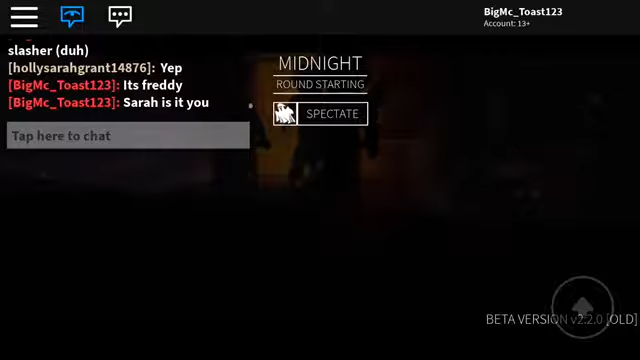 BigMc_Toast123
Account: 13+
slasher (duh)
[hollysarahgrant14876]: Yep
[BigMc_Toast123]: Its freddy
[BigMc_Toast123]: Sarah is it you
Tap here to chat
MIDNIGHT
ROUND STARTING
SPECTATE
BETA VERSION v2.2.0 [OLD]